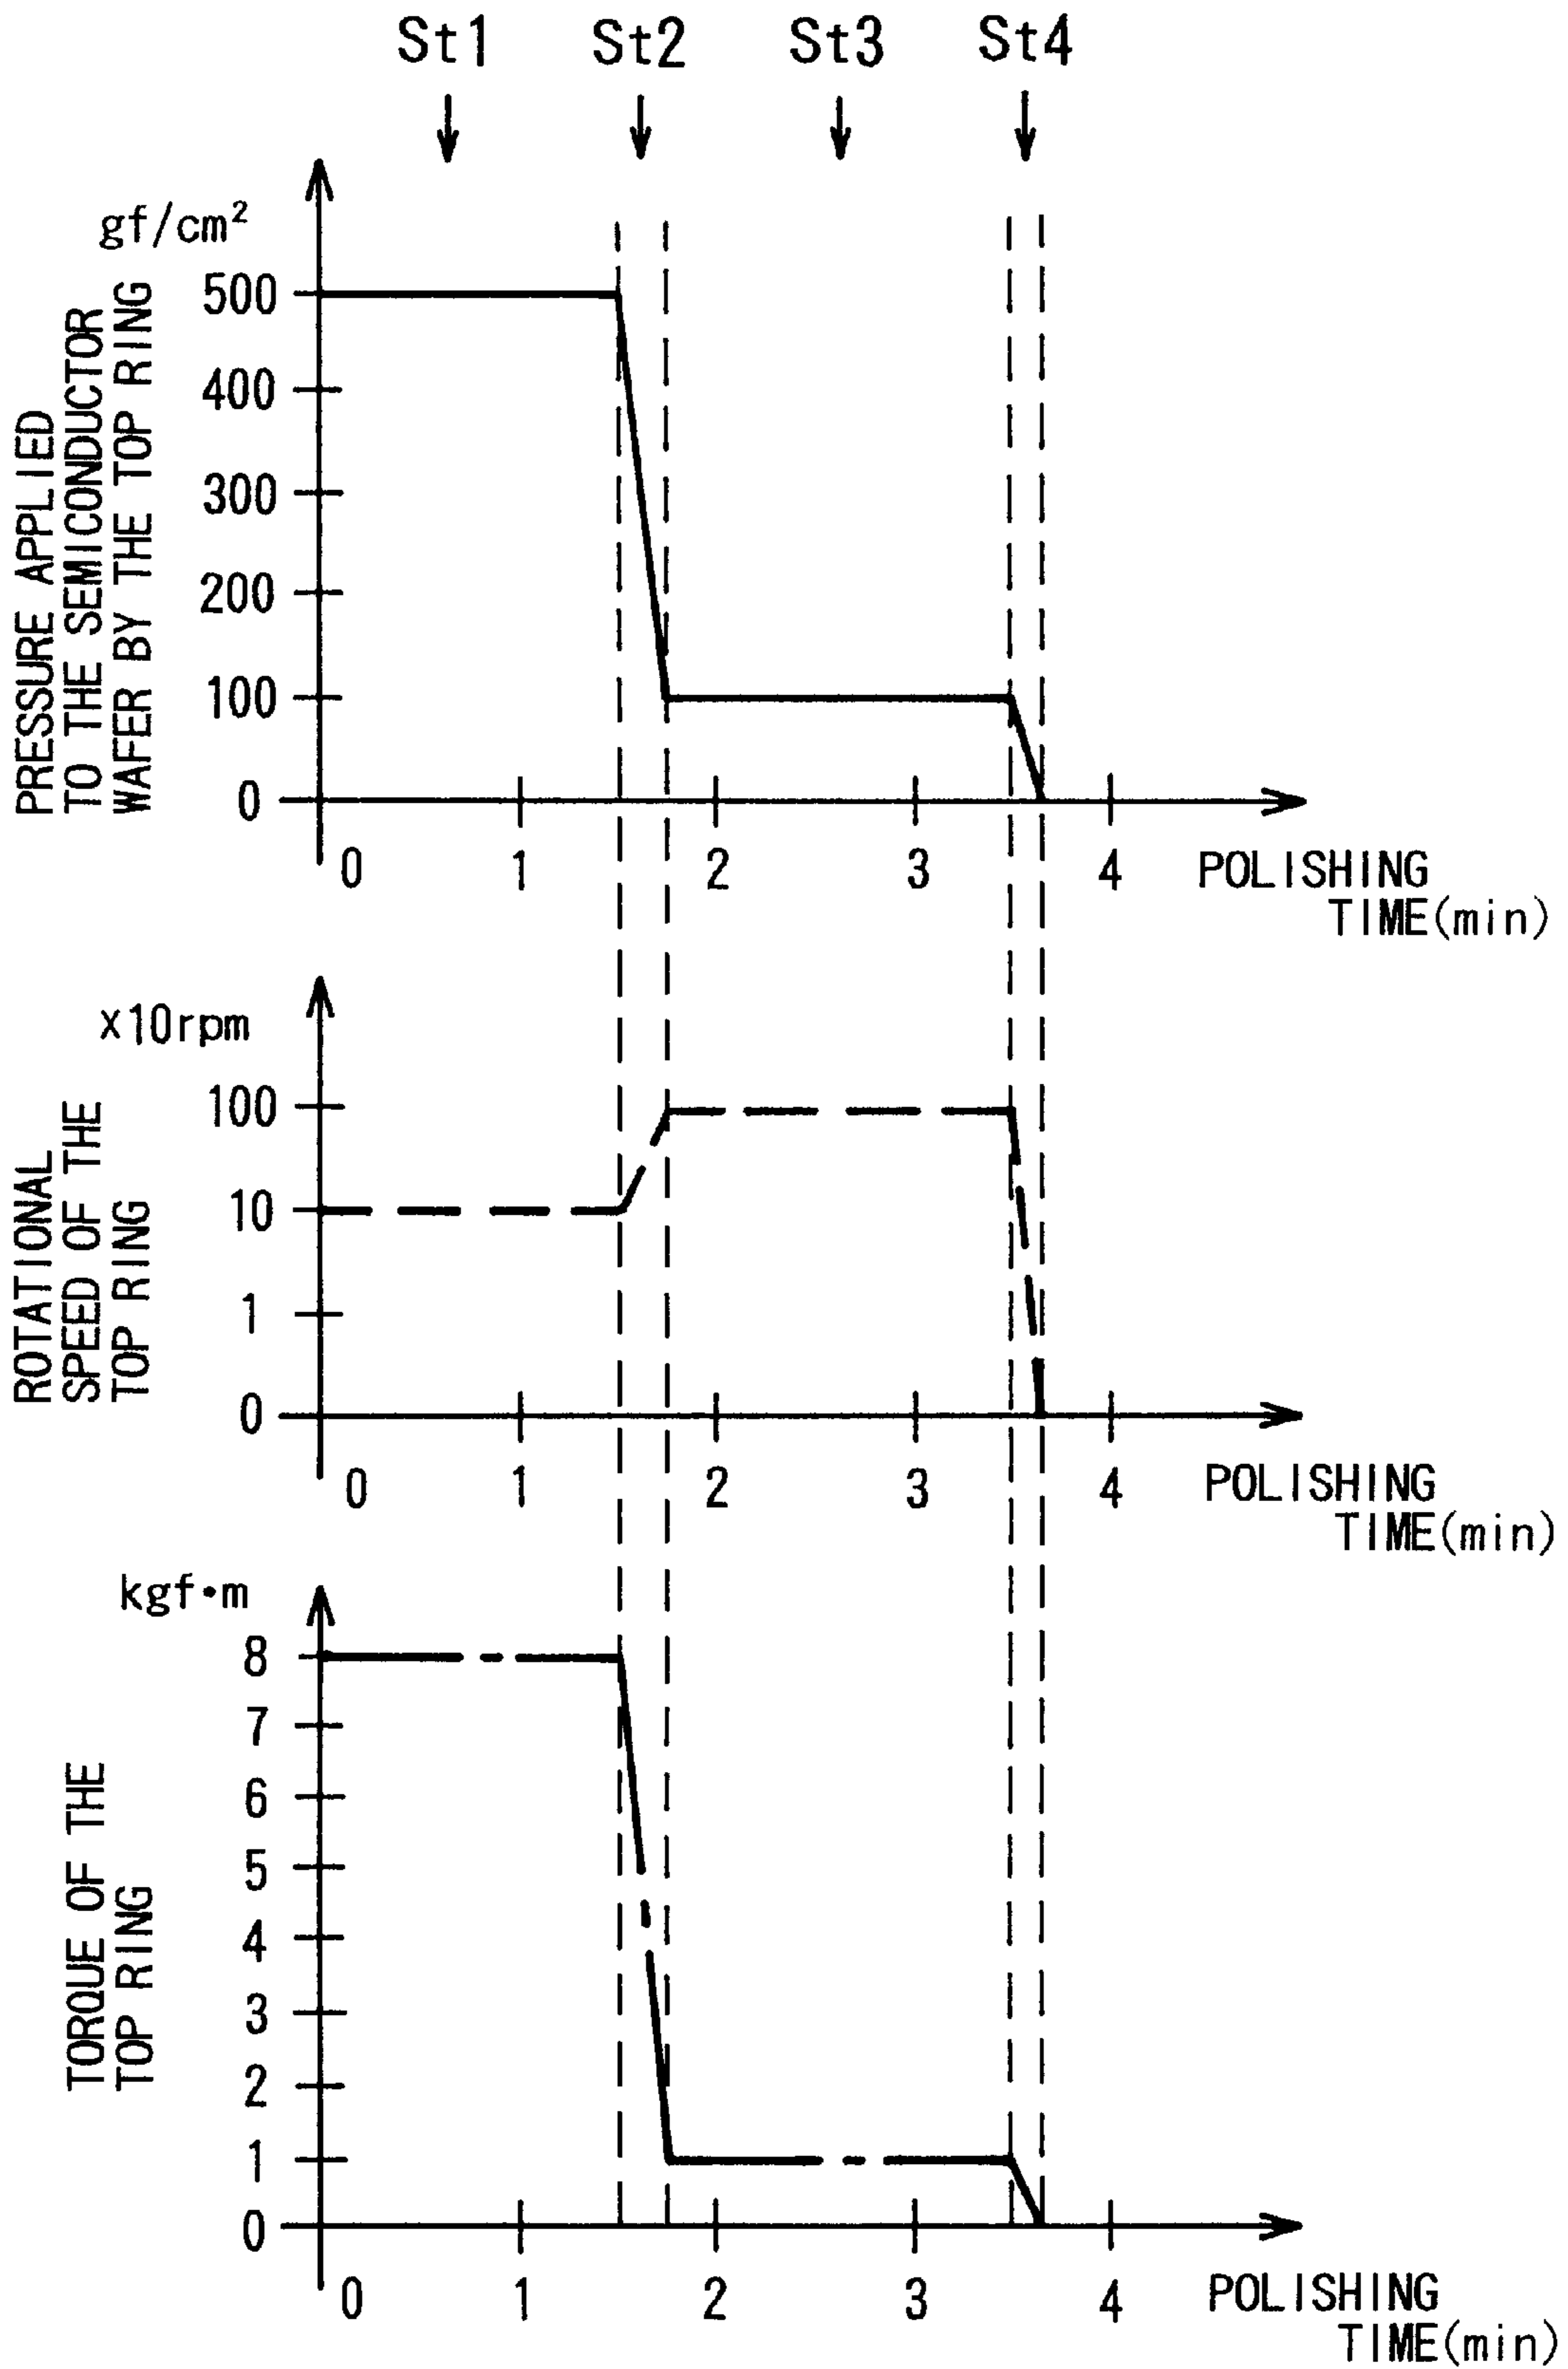 St1 St2 St3 St4
gf/cm²
PRESSURE APPLIED
TO THE SEMICONDUCTOR
WAFER BY THE TOP RING
500
400
300
200
100
0
0 1 2 3 4
POLISHING
TIME(min)
x10rpm
ROTATIONAL
SPEED OF THE
TOP RING
100
10
1
0
0 1 2 3 4
POLISHING
TIME(min)
kgf·m
TORQUE OF THE
TOP RING
8
7
6
5
4
3
2
1
0
0 1 2 3 4
POLISHING
TIME(min)